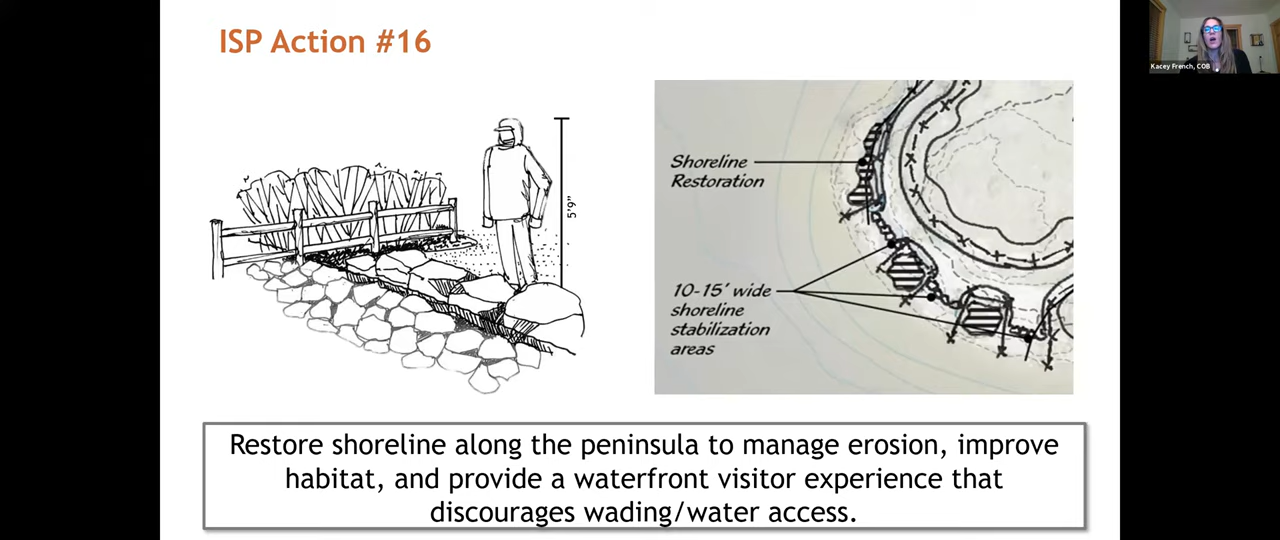 ISP Action #16
Kacey French, COB
5'9"
Shoreline
Restoration
10-15' wide
shoreline
stabilization
areas
Restore shoreline along the peninsula to manage erosion, improve
habitat, and provide a waterfront visitor experience that
discourages wading/water access.